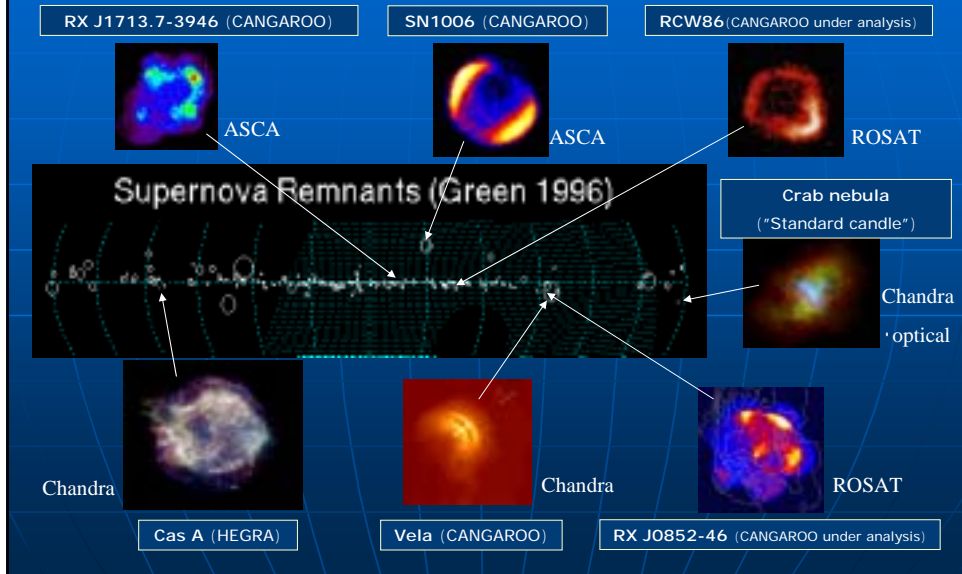 RX J1713.7-3946 (CANGAROO)
SN1006 (CANGAROO)
RCW86(CANGAROO under analysis)
ASCA
ASCA
ROSAT
Supernova Remnants (Green 1996)
Crab nebula
("Standard candle")
Chandra
·optical
Chandra
Chandra
ROSAT
Cas A (HEGRA)
Vela (CANGAROO)
RX J0852-46 (CANGAROO under analysis)